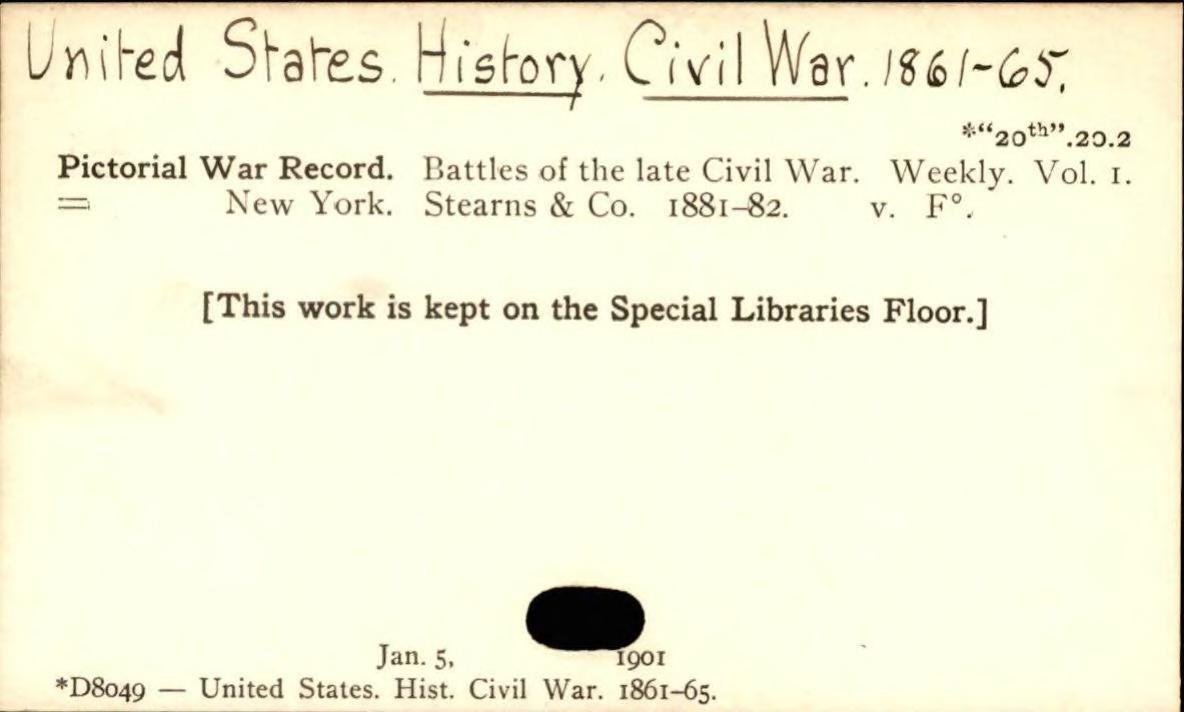 United States. History. Civil War. 1861-65.
*"20th".20.2
Pictorial War Record. Battles of the late Civil War. Weekly. Vol. 1.
= New York. Stearns & Co. 1881–82. v. F°.
[This work is kept on the Special Libraries Floor.]
Jan. 5, 1901
*D8049 — United States. Hist. Civil War. 1861–65.